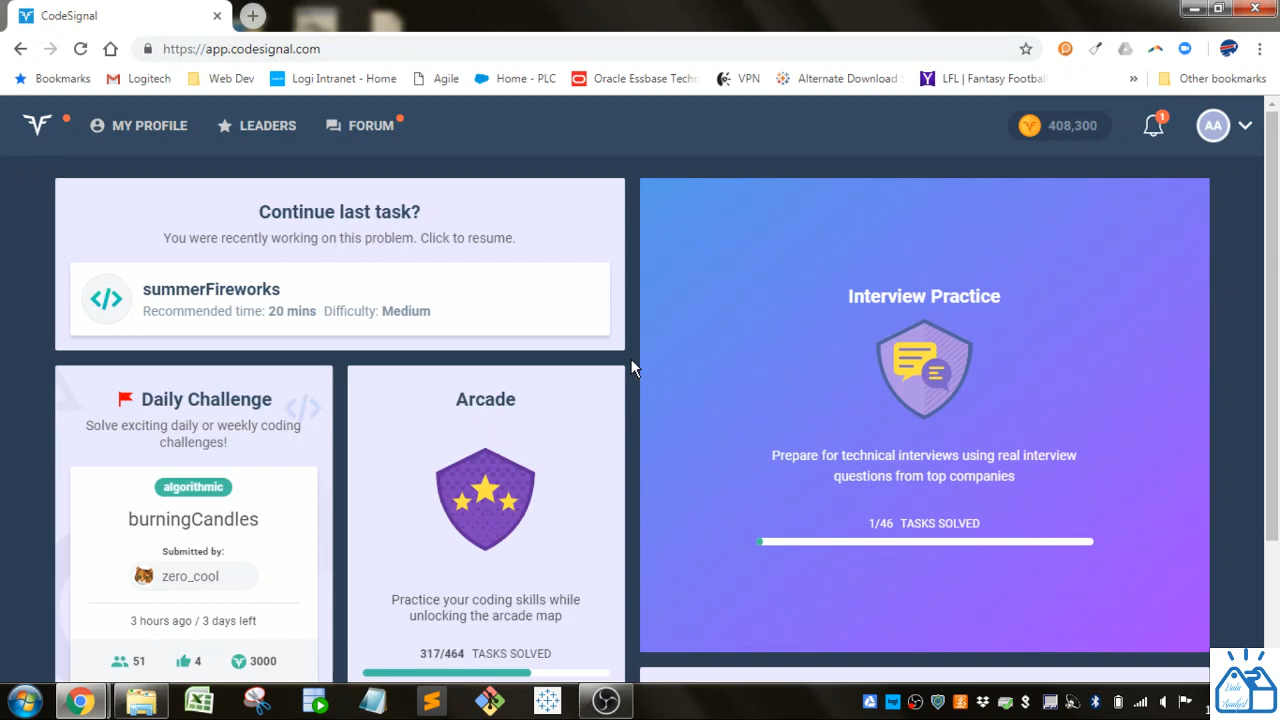 CodeSignal
https://app.codesignal.com
Bookmarks
Logitech
Web Dev
Logi Intranet - Home
Agile
Home - PLC
Oracle Essbase Techn
VPN
Alternate Download
LFL | Fantasy Football
»
Other bookmarks
MY PROFILE
LEADERS
FORUM
408,300
1
AA
Continue last task?
You were recently working on this problem. Click to resume.
</>
summerFireworks
Recommended time: 20 mins Difficulty: Medium
Interview Practice
Prepare for technical interviews using real interview
questions from top companies
1/46 TASKS SOLVED
Daily Challenge
Solve exciting daily or weekly coding
challenges!
algorithmic
burningCandles
Submitted by:
zero_cool
3 hours ago / 3 days left
51
4
3000
Arcade
Practice your coding skills while
unlocking the arcade map
317/464 TASKS SOLVED
Data
Analyst